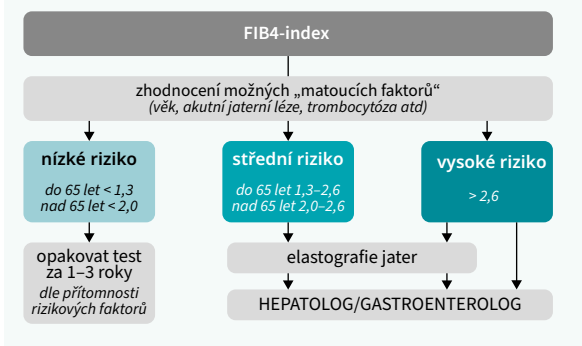 FIB4-index
zhodnocení možných „matoucích faktorů“
(věk, akutní jaterní léze, trombocytóza atd)
nízké riziko
do 65 let < 1,3
nad 65 let < 2,0
střední riziko
do 65 let 1,3–2,6
nad 65 let 2,0–2,6
vysoké riziko
> 2,6
opakovat test
za 1–3 roky
dle přítomnosti
rizikových faktorů
elastografie jater
HEPATOLOG/GASTROENTEROLOG